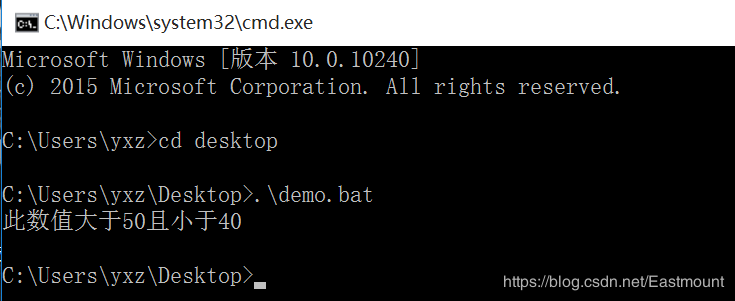 C:\Windows\system32\cmd.exe
Microsoft Windows [版本 10.0.10240]
(c) 2015 Microsoft Corporation. All rights reserved.
C:\Users\yxz>cd desktop
C:\Users\yxz\Desktop>.\demo.bat
此数值大于50且小于40
C:\Users\yxz\Desktop>
https://blog.csdn.net/Eastmount